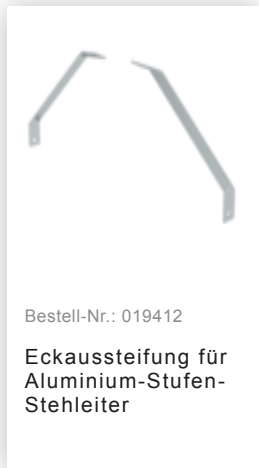 Bestell-Nr.: 019412
Eckaussteifung für
Aluminium-Stufen-
Stehleiter